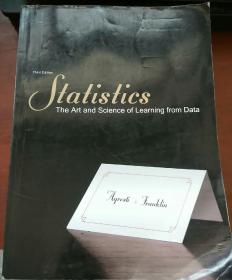 Third Edition
Statistics
The Art and Science of Learning from Data
Agresti & Franklin